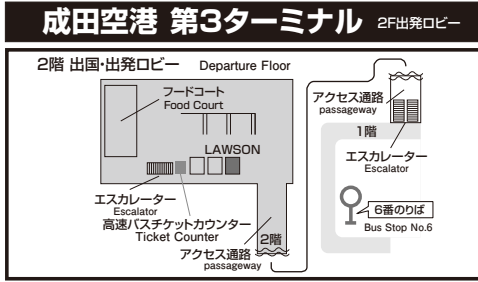 成田空港 第3ターミナル 2F出発ロビー
2階 出国・出発ロビー Departure Floor
フードコート
Food Court
LAWSON
エスカレーター
Escalator
高速バスチケットカウンター
Ticket Counter
2階
アクセス通路
passageway
アクセス通路
passageway
1階
エスカレーター
Escalator
6番のりば
Bus Stop No.6